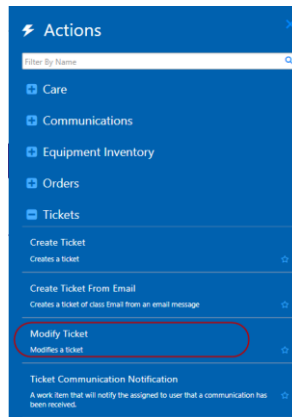 Actions
Filter By Name
Care
Communications
Equipment Inventory
Orders
Tickets
Create Ticket
Creates a ticket
Create Ticket From Email
Creates a ticket of class Email from an email message
Modify Ticket
Modifies a ticket
Ticket Communication Notification
A work item that will notify the assigned to user that a communication has
been received.